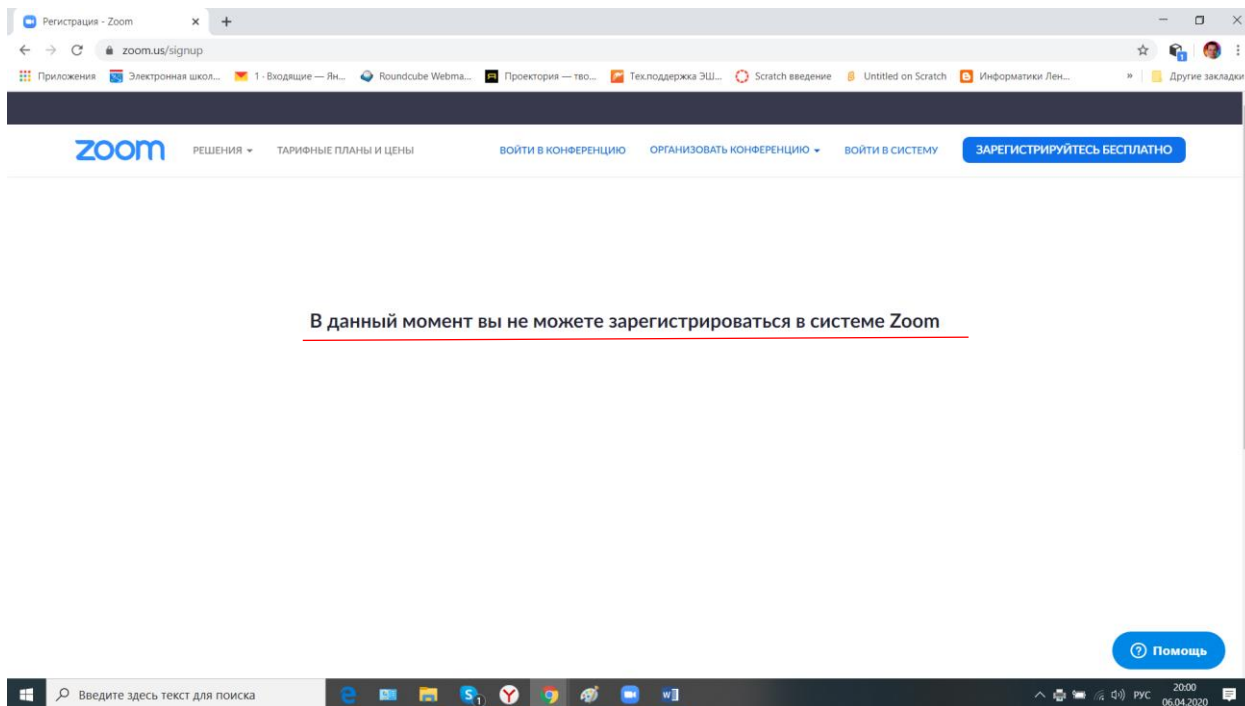 Регистрация - Zoom
zoom.us/signup
Приложения Электронная школ... 1 · Входящие — Ян... Roundcube Webma... Проектория — тво... Тех.поддержка ЭШ... Scratch введение Untitled on Scratch Информатики Лен... » Другие закладки
zoom РЕШЕНИЯ ТАРИФНЫЕ ПЛАНЫ И ЦЕНЫ ВОЙТИ В КОНФЕРЕНЦИЮ ОРГАНИЗОВАТЬ КОНФЕРЕНЦИЮ ВОЙТИ В СИСТЕМУ ЗАРЕГИСТРИРУЙТЕСЬ БЕСПЛАТНО
В данный момент вы не можете зарегистрироваться в системе Zoom
Помощь
Введите здесь текст для поиска РУС 20:00
06.04.2020